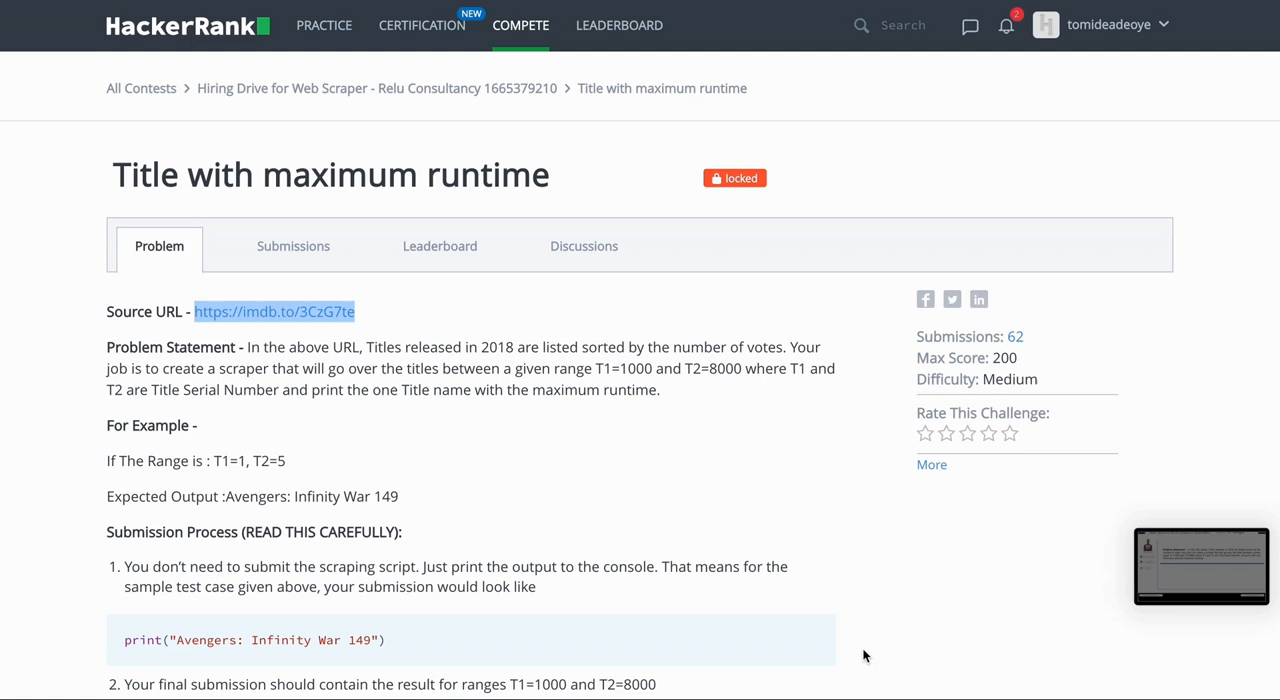 HackerRank
PRACTICE
CERTIFICATION
NEW
COMPETE
LEADERBOARD
Search
2
H
tomideadeoye
All Contests > Hiring Drive for Web Scraper - Relu Consultancy 1665379210 > Title with maximum runtime
Title with maximum runtime
locked
Problem
Submissions
Leaderboard
Discussions
Source URL - https://imdb.to/3CzG7te
Problem Statement - In the above URL, Titles released in 2018 are listed sorted by the number of votes. Your
job is to create a scraper that will go over the titles between a given range T1=1000 and T2=8000 where T1 and
T2 are Title Serial Number and print the one Title name with the maximum runtime.
For Example -
If The Range is : T1=1, T2=5
Expected Output :Avengers: Infinity War 149
Submission Process (READ THIS CAREFULLY):
1. You don't need to submit the scraping script. Just print the output to the console. That means for the
sample test case given above, your submission would look like
print("Avengers: Infinity War 149")
2. Your final submission should contain the result for ranges T1=1000 and T2=8000
f
in
Submissions: 62
Max Score: 200
Difficulty: Medium
Rate This Challenge:
More